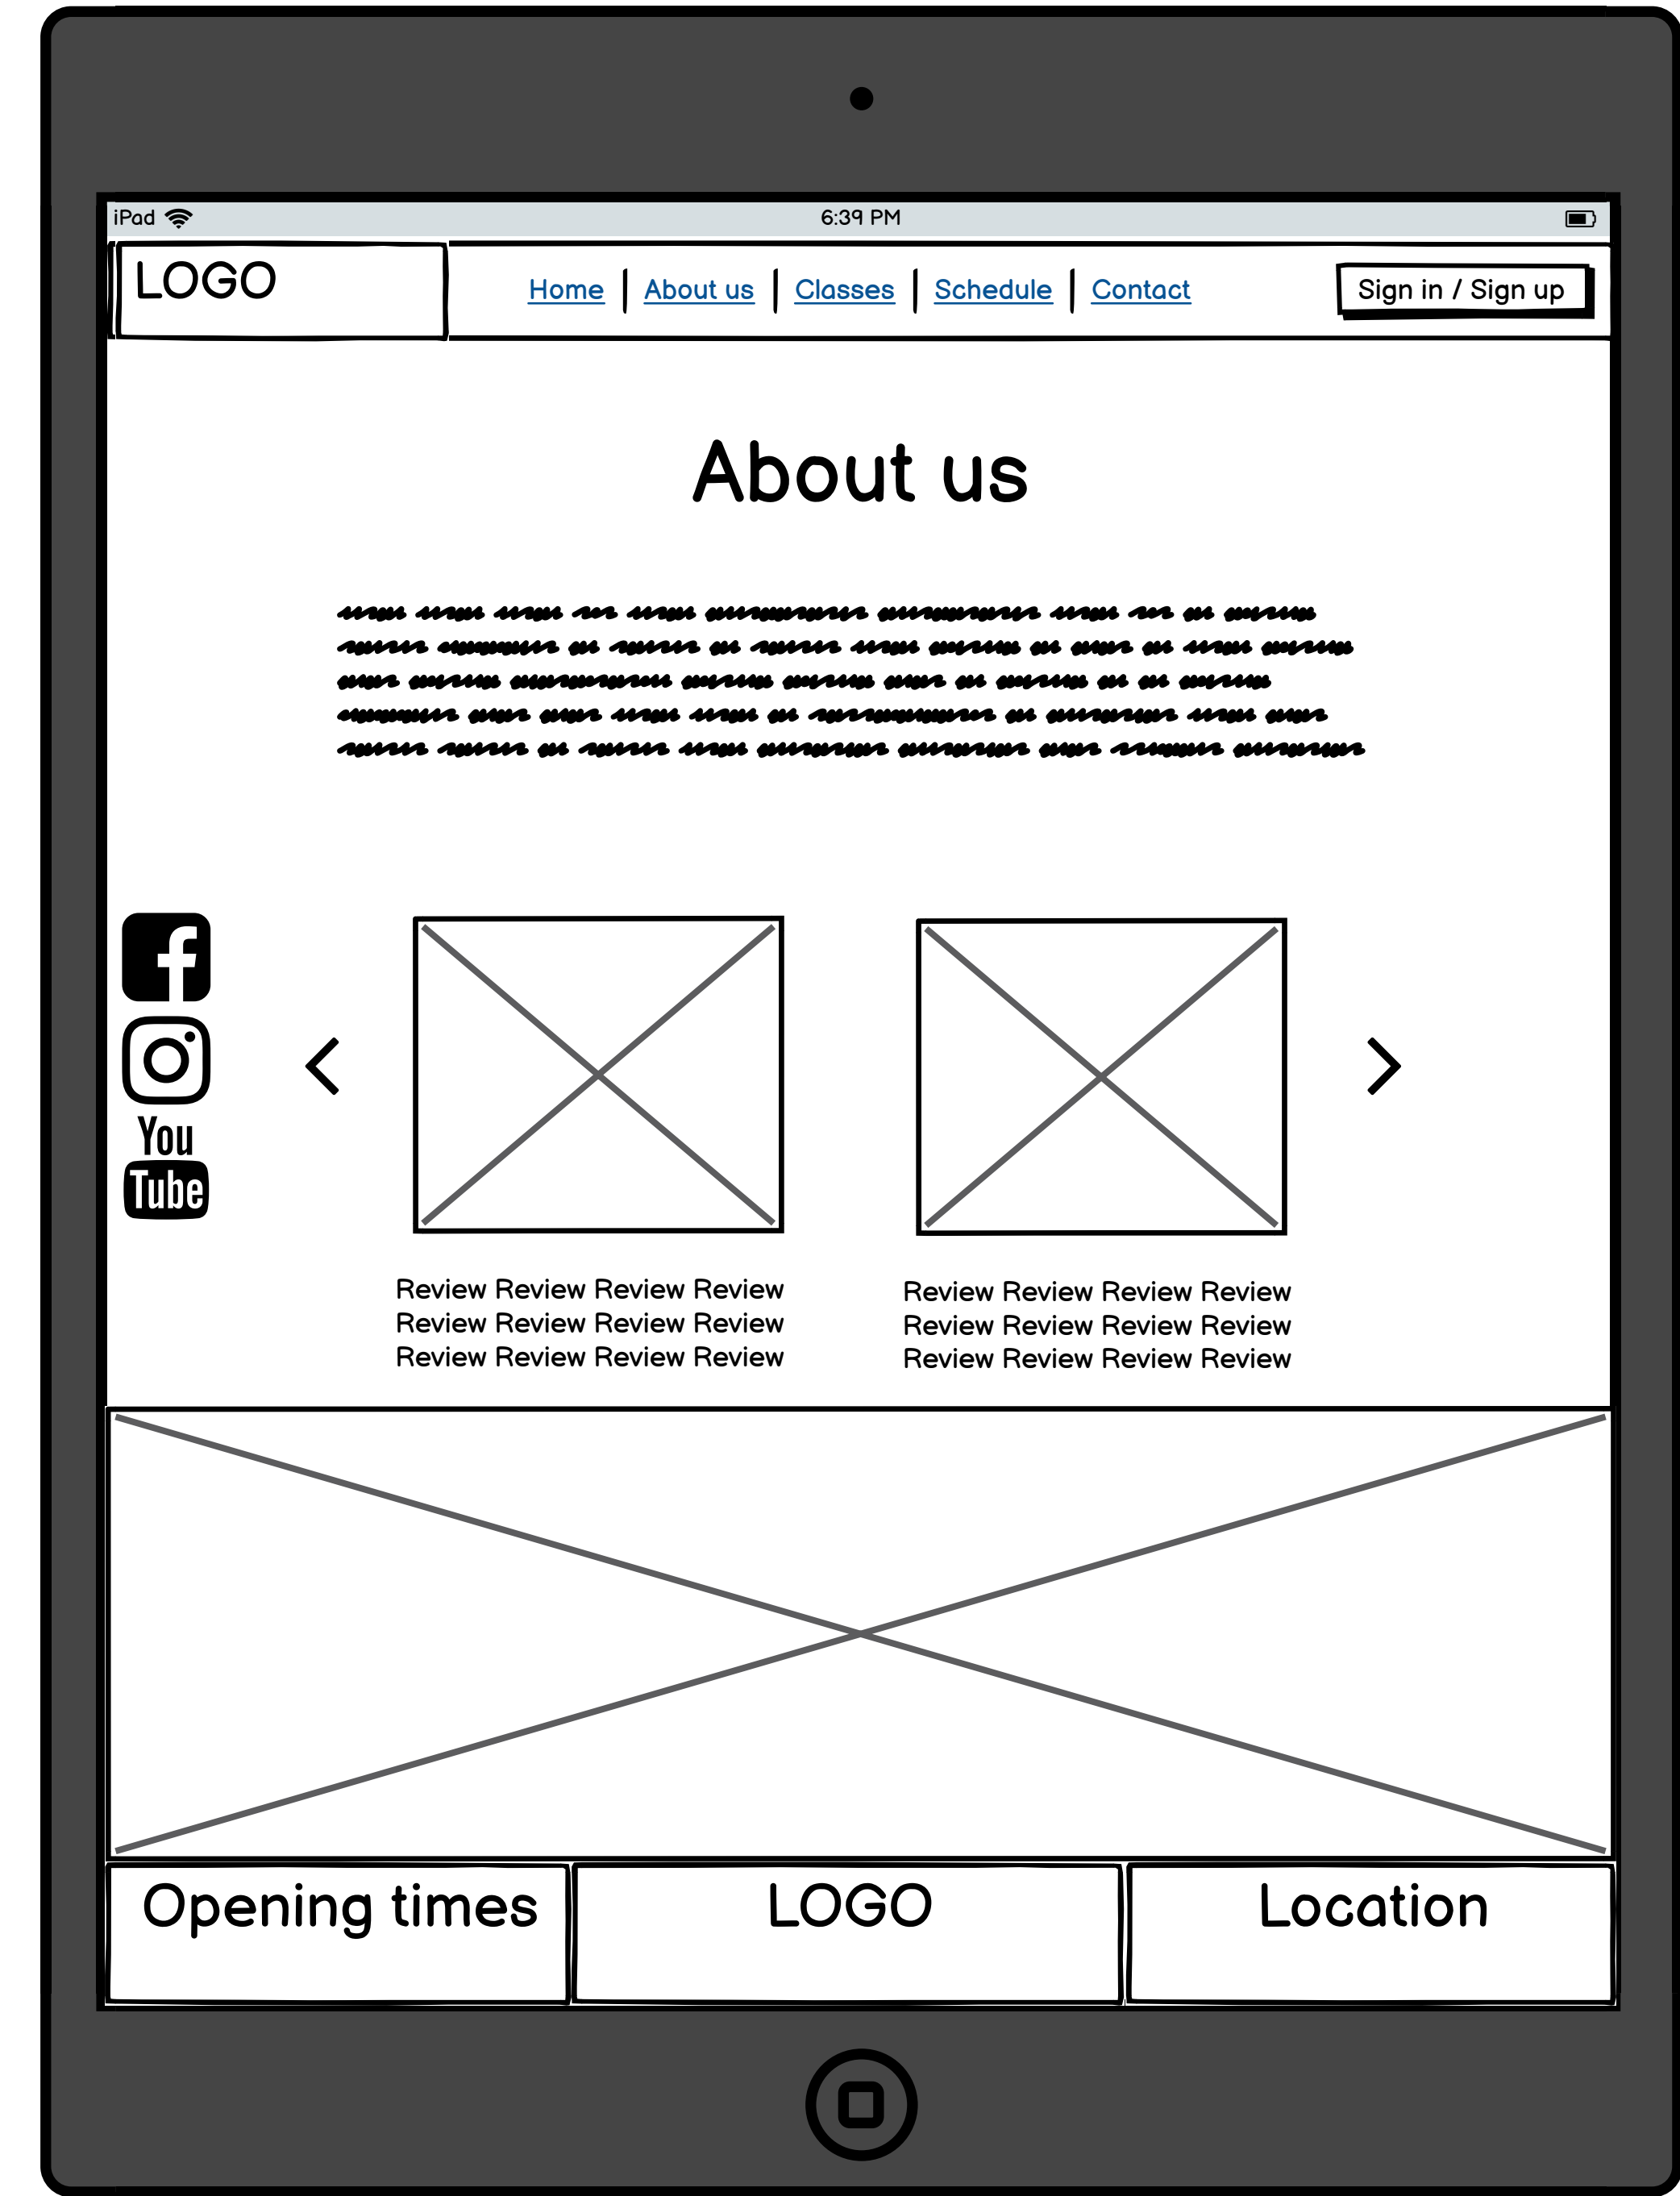 iPad 6:39 PM
LOGO
Home About us Classes Schedule Contact
Sign in / Sign up
About us
You
Tube
Review Review Review Review
Review Review Review Review
Review Review Review Review
Review Review Review Review
Review Review Review Review
Review Review Review Review
Opening times
LOGO
Location